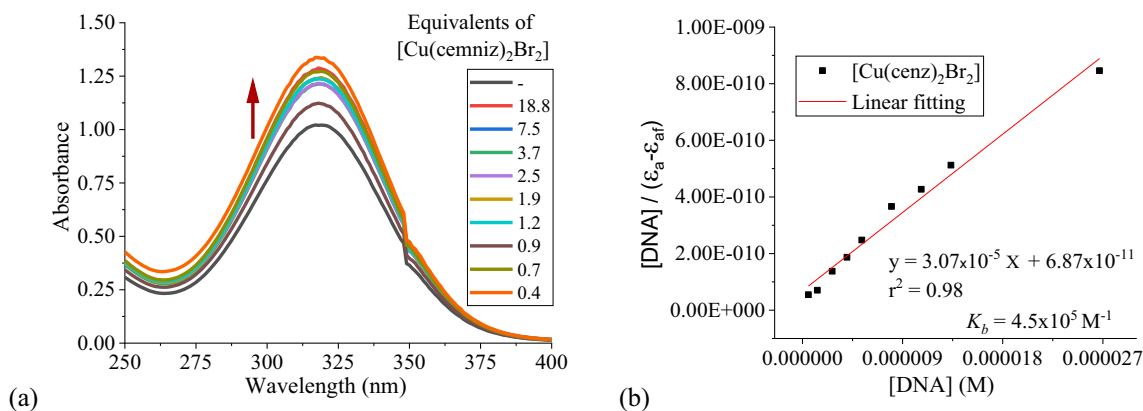 1.50
1.25
1.00
0.75
0.50
0.25
0.00
Absorbance
250 275 300 325 350 375 400
Wavelength (nm)
Equivalents of
[Cu(cemniz)₂Br₂]
-
18.8
7.5
3.7
2.5
1.9
1.2
0.9
0.7
0.4
(a)
1.00E-009
8.00E-010
6.00E-010
4.00E-010
2.00E-010
0.00E+000
[DNA] / (εₐ-εₐf)
[Cu(cenz)₂Br₂]
Linear fitting
y = 3.07x10⁻⁵ X + 6.87x10⁻¹¹
r² = 0.98
K_b = 4.5x10⁵ M⁻¹
0.000000 0.000009 0.000018 0.000027
[DNA] (M)
(b)